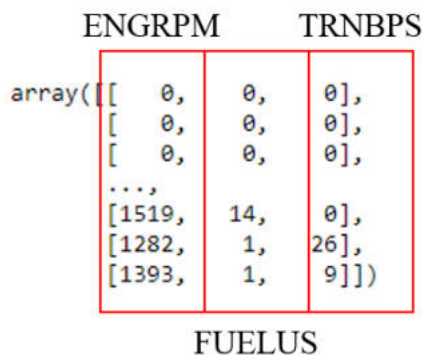 ENGRPM TRNBPS
array([[ 0, 0, 0],
[ 0, 0, 0],
[ 0, 0, 0],
...,
[1519, 14, 0],
[1282, 1, 26],
[1393, 1, 9]])
FUELUS